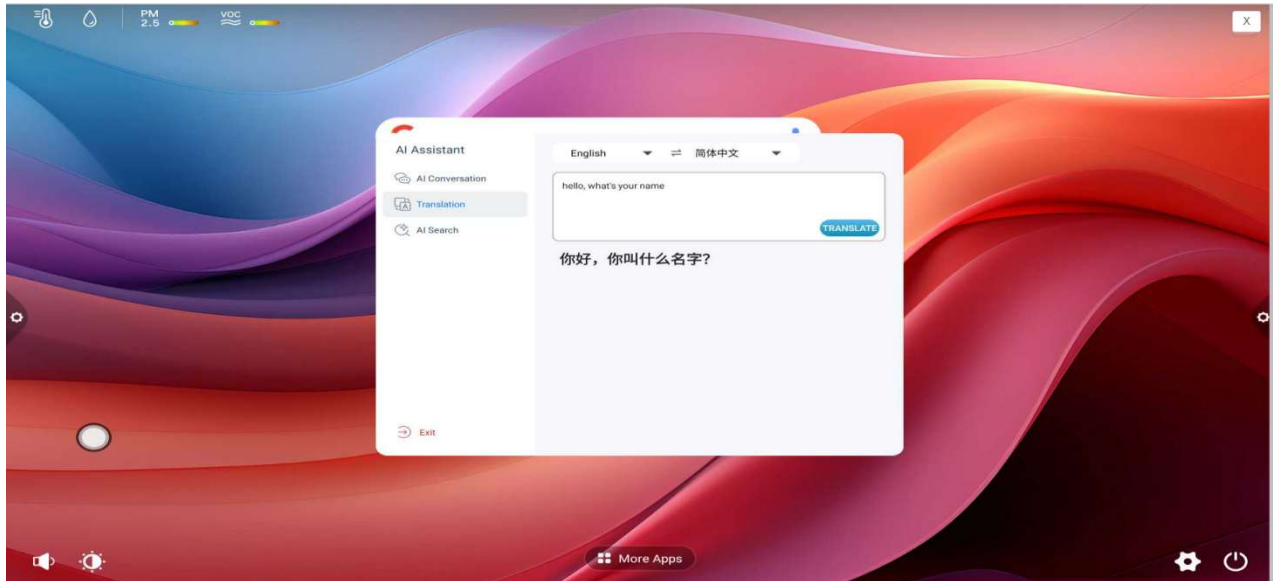 PM
2.5
VOC
X
AI Assistant
AI Conversation
Translation
AI Search
Exit
English
简体中文
hello, what's your name
TRANSLATE
你好，你叫什么名字？
More Apps